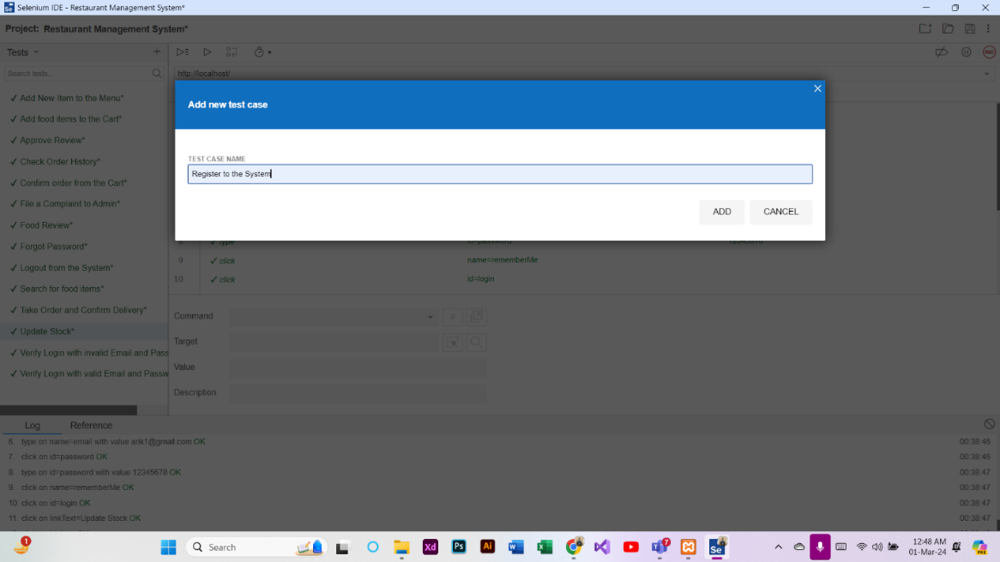 Selenium IDE - Restaurant Management System*
Project: Restaurant Management System*
Tests
Search tests...
http://localhost/
Add new test case
TEST CASE NAME
Register to the System
ADD
CANCEL
✓ Add New Item to the Menu*
✓ Add food items to the Cart*
✓ Approve Review*
✓ Check Order History*
✓ Confirm order from the Cart*
✓ File a Complaint to Admin*
✓ Food Review*
✓ Forgot Password*
✓ Logout from the System*
✓ Search for food items*
✓ Take Order and Confirm Delivery*
✓ Update Stock*
✓ Verify Login with invalid Email and Pass
✓ Verify Login with valid Email and Passw
8 ✓ type id=password 12345678
9 ✓ click name=rememberMe
10 ✓ click id=login
Command
Target
Value
Description
Log Reference
6. type on name=email with value arik1@gmail.com OK 00:38:46
7. click on id=password OK 00:38:46
8. type on id=password with value 12345678 OK 00:38:47
9. click on name=rememberMe OK 00:38:47
10. click on id=login OK 00:38:47
11. click on linkText=Update Stock OK 00:38:47
1
Search
Xd
Ps
Ai
7
Se
12:48 AM
01-Mar-24
PRE
REC